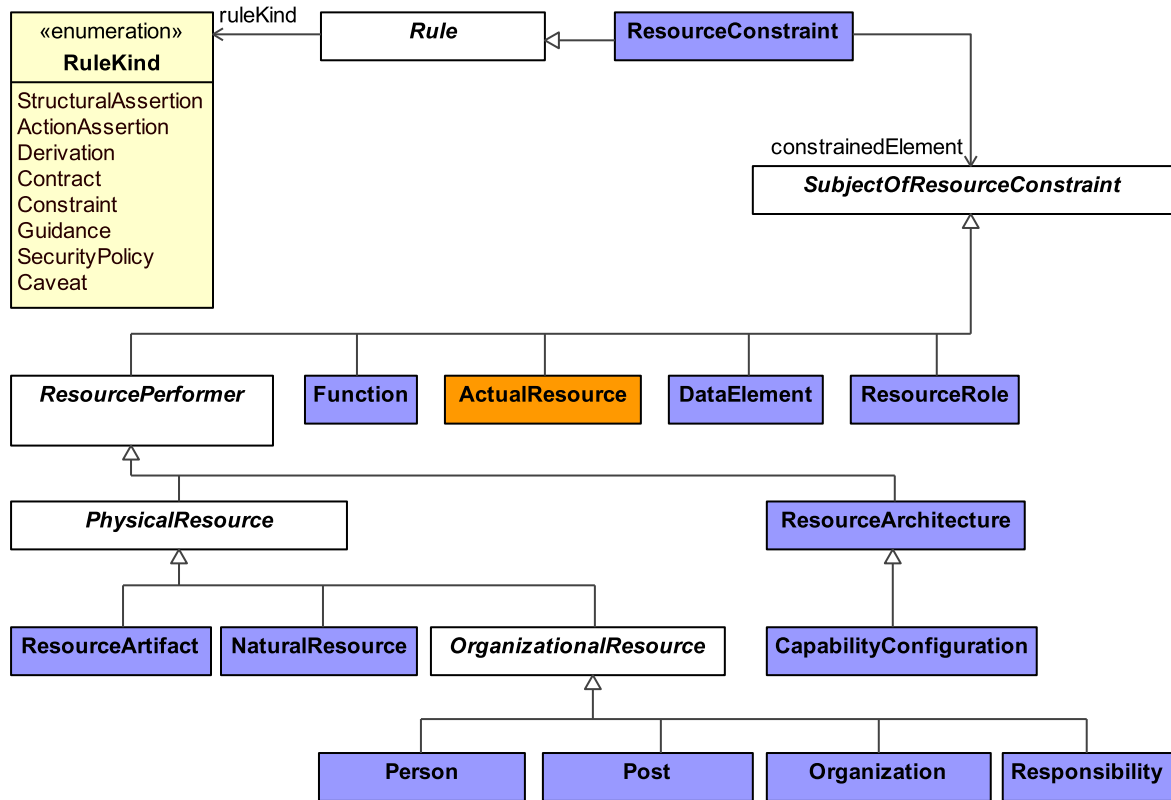 «enumeration»
RuleKind
StructuralAssertion
ActionAssertion
Derivation
Contract
Constraint
Guidance
SecurityPolicy
Caveat
ruleKind
Rule
ResourceConstraint
constrainedElement
SubjectOfResourceConstraint
ResourcePerformer
Function
ActualResource
DataElement
ResourceRole
PhysicalResource
ResourceArchitecture
ResourceArtifact
NaturalResource
OrganizationalResource
CapabilityConfiguration
Person
Post
Organization
Responsibility